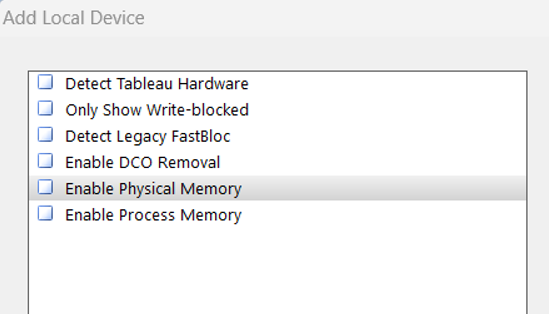 Add Local Device
Detect Tableau Hardware
Only Show Write-blocked
Detect Legacy FastBloc
Enable DCO Removal
Enable Physical Memory
Enable Process Memory